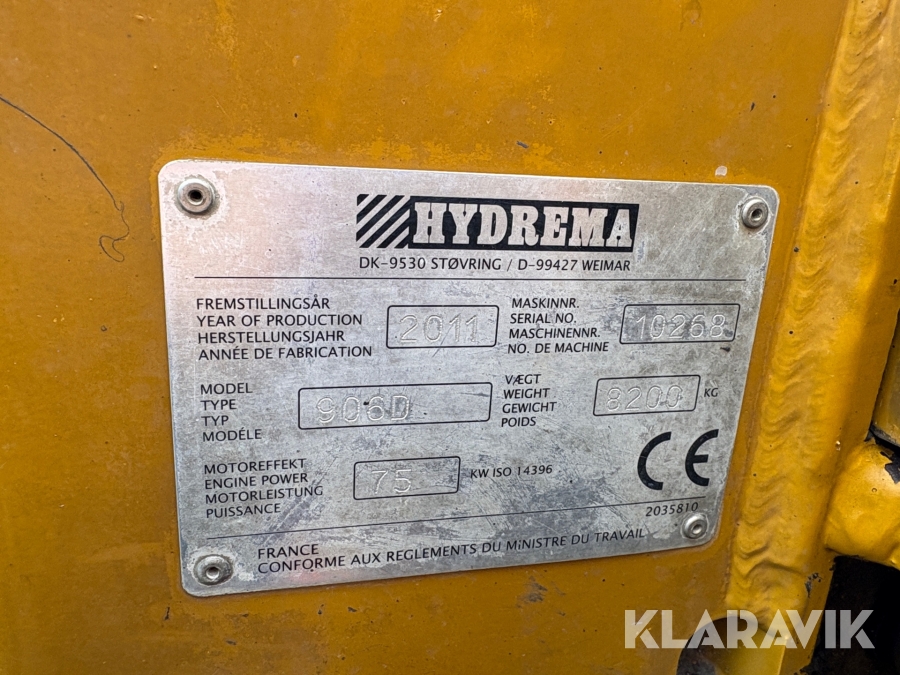 HYDREMA
DK-9530 STØVRING / D-99427 WEIMAR
FREMSTILLINGSÅR
YEAR OF PRODUCTION
HERSTELLUNGSJAHR
ANNÉE DE FABRICATION
2011
MASKINNR.
SERIAL NO.
MASCHINENNR.
NO. DE MACHINE
10268
MODEL
TYPE
TYP
MODÉLE
906D
VÆGT
WEIGHT
GEWICHT
POIDS
8200 KG
MOTOREFFEKT
ENGINE POWER
MOTORLEISTUNG
PUISSANCE
75 KW ISO 14396
CE
2035810
FRANCE
CONFORME AUX REGLEMENTS DU MINISTRE DU TRAVAIL
KLARAVIK